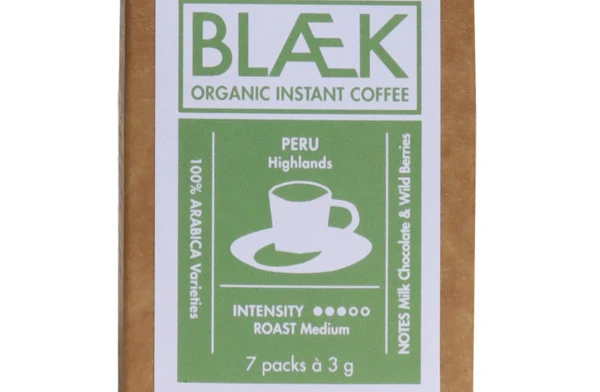 BLÆK
ORGANIC INSTANT COFFEE
PERU
Highlands
100% ARABICA Varieties
NOTES Milk Chocolate & Wild Berries
INTENSITY ●●●○○
ROAST Medium
7 packs à 3 g